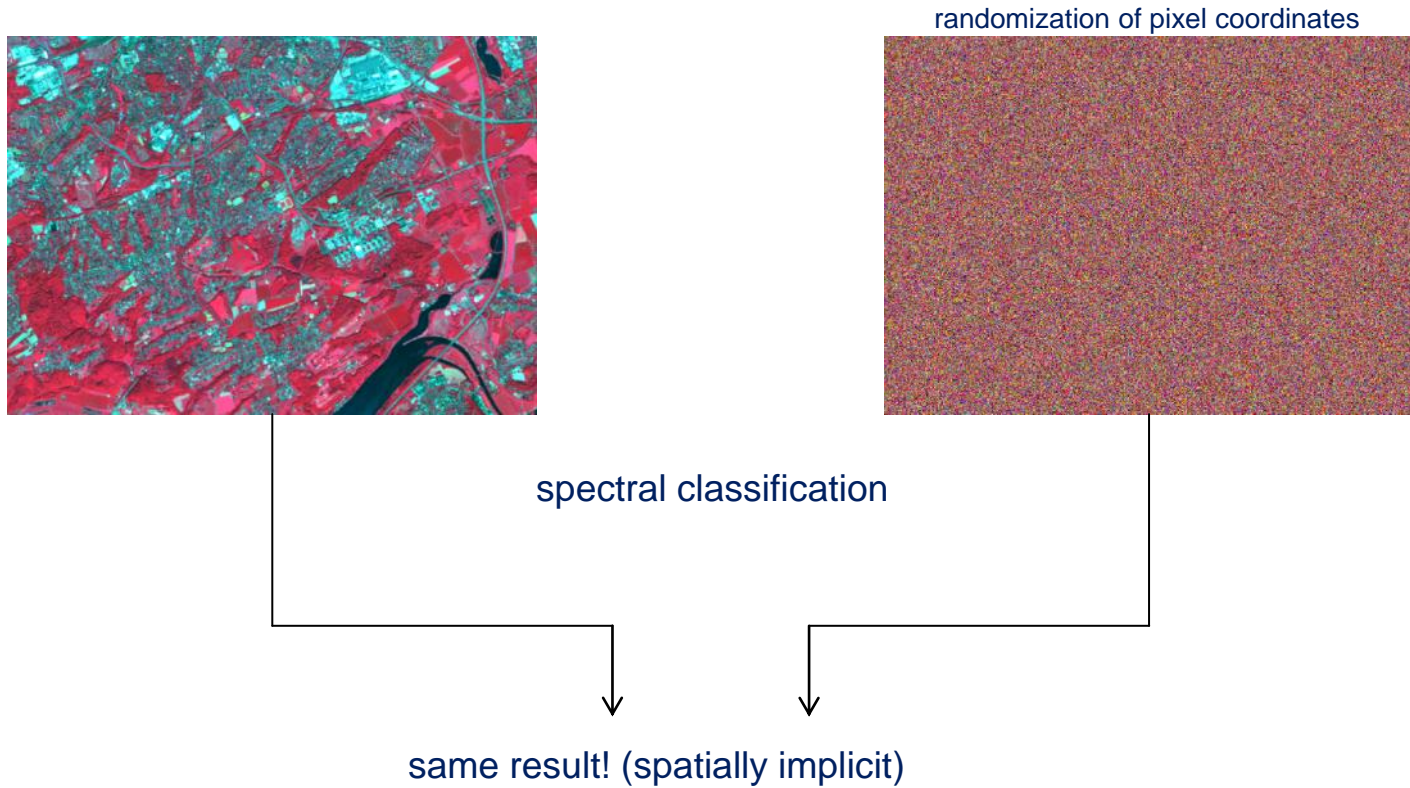 randomization of pixel coordinates
spectral classification
same result! (spatially implicit)